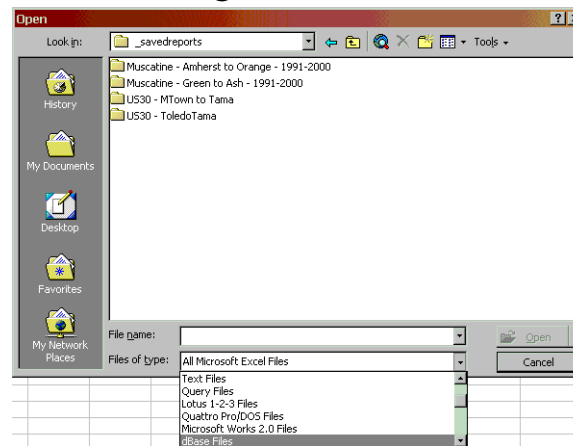 Open
Look in:
_savedreports
Tools
Muscatine - Amherst to Orange - 1991-2000
Muscatine - Green to Ash - 1991-2000
US30 - MTown to Tama
US30 - ToledoTama
History
My Documents
Desktop
Favorites
My Network
Places
File name:
Open
Files of type:
All Microsoft Excel Files
Cancel
Text Files
Query Files
Lotus 1-2-3 Files
Quattro Pro/DOS Files
Microsoft Works 2.0 Files
dBase Files